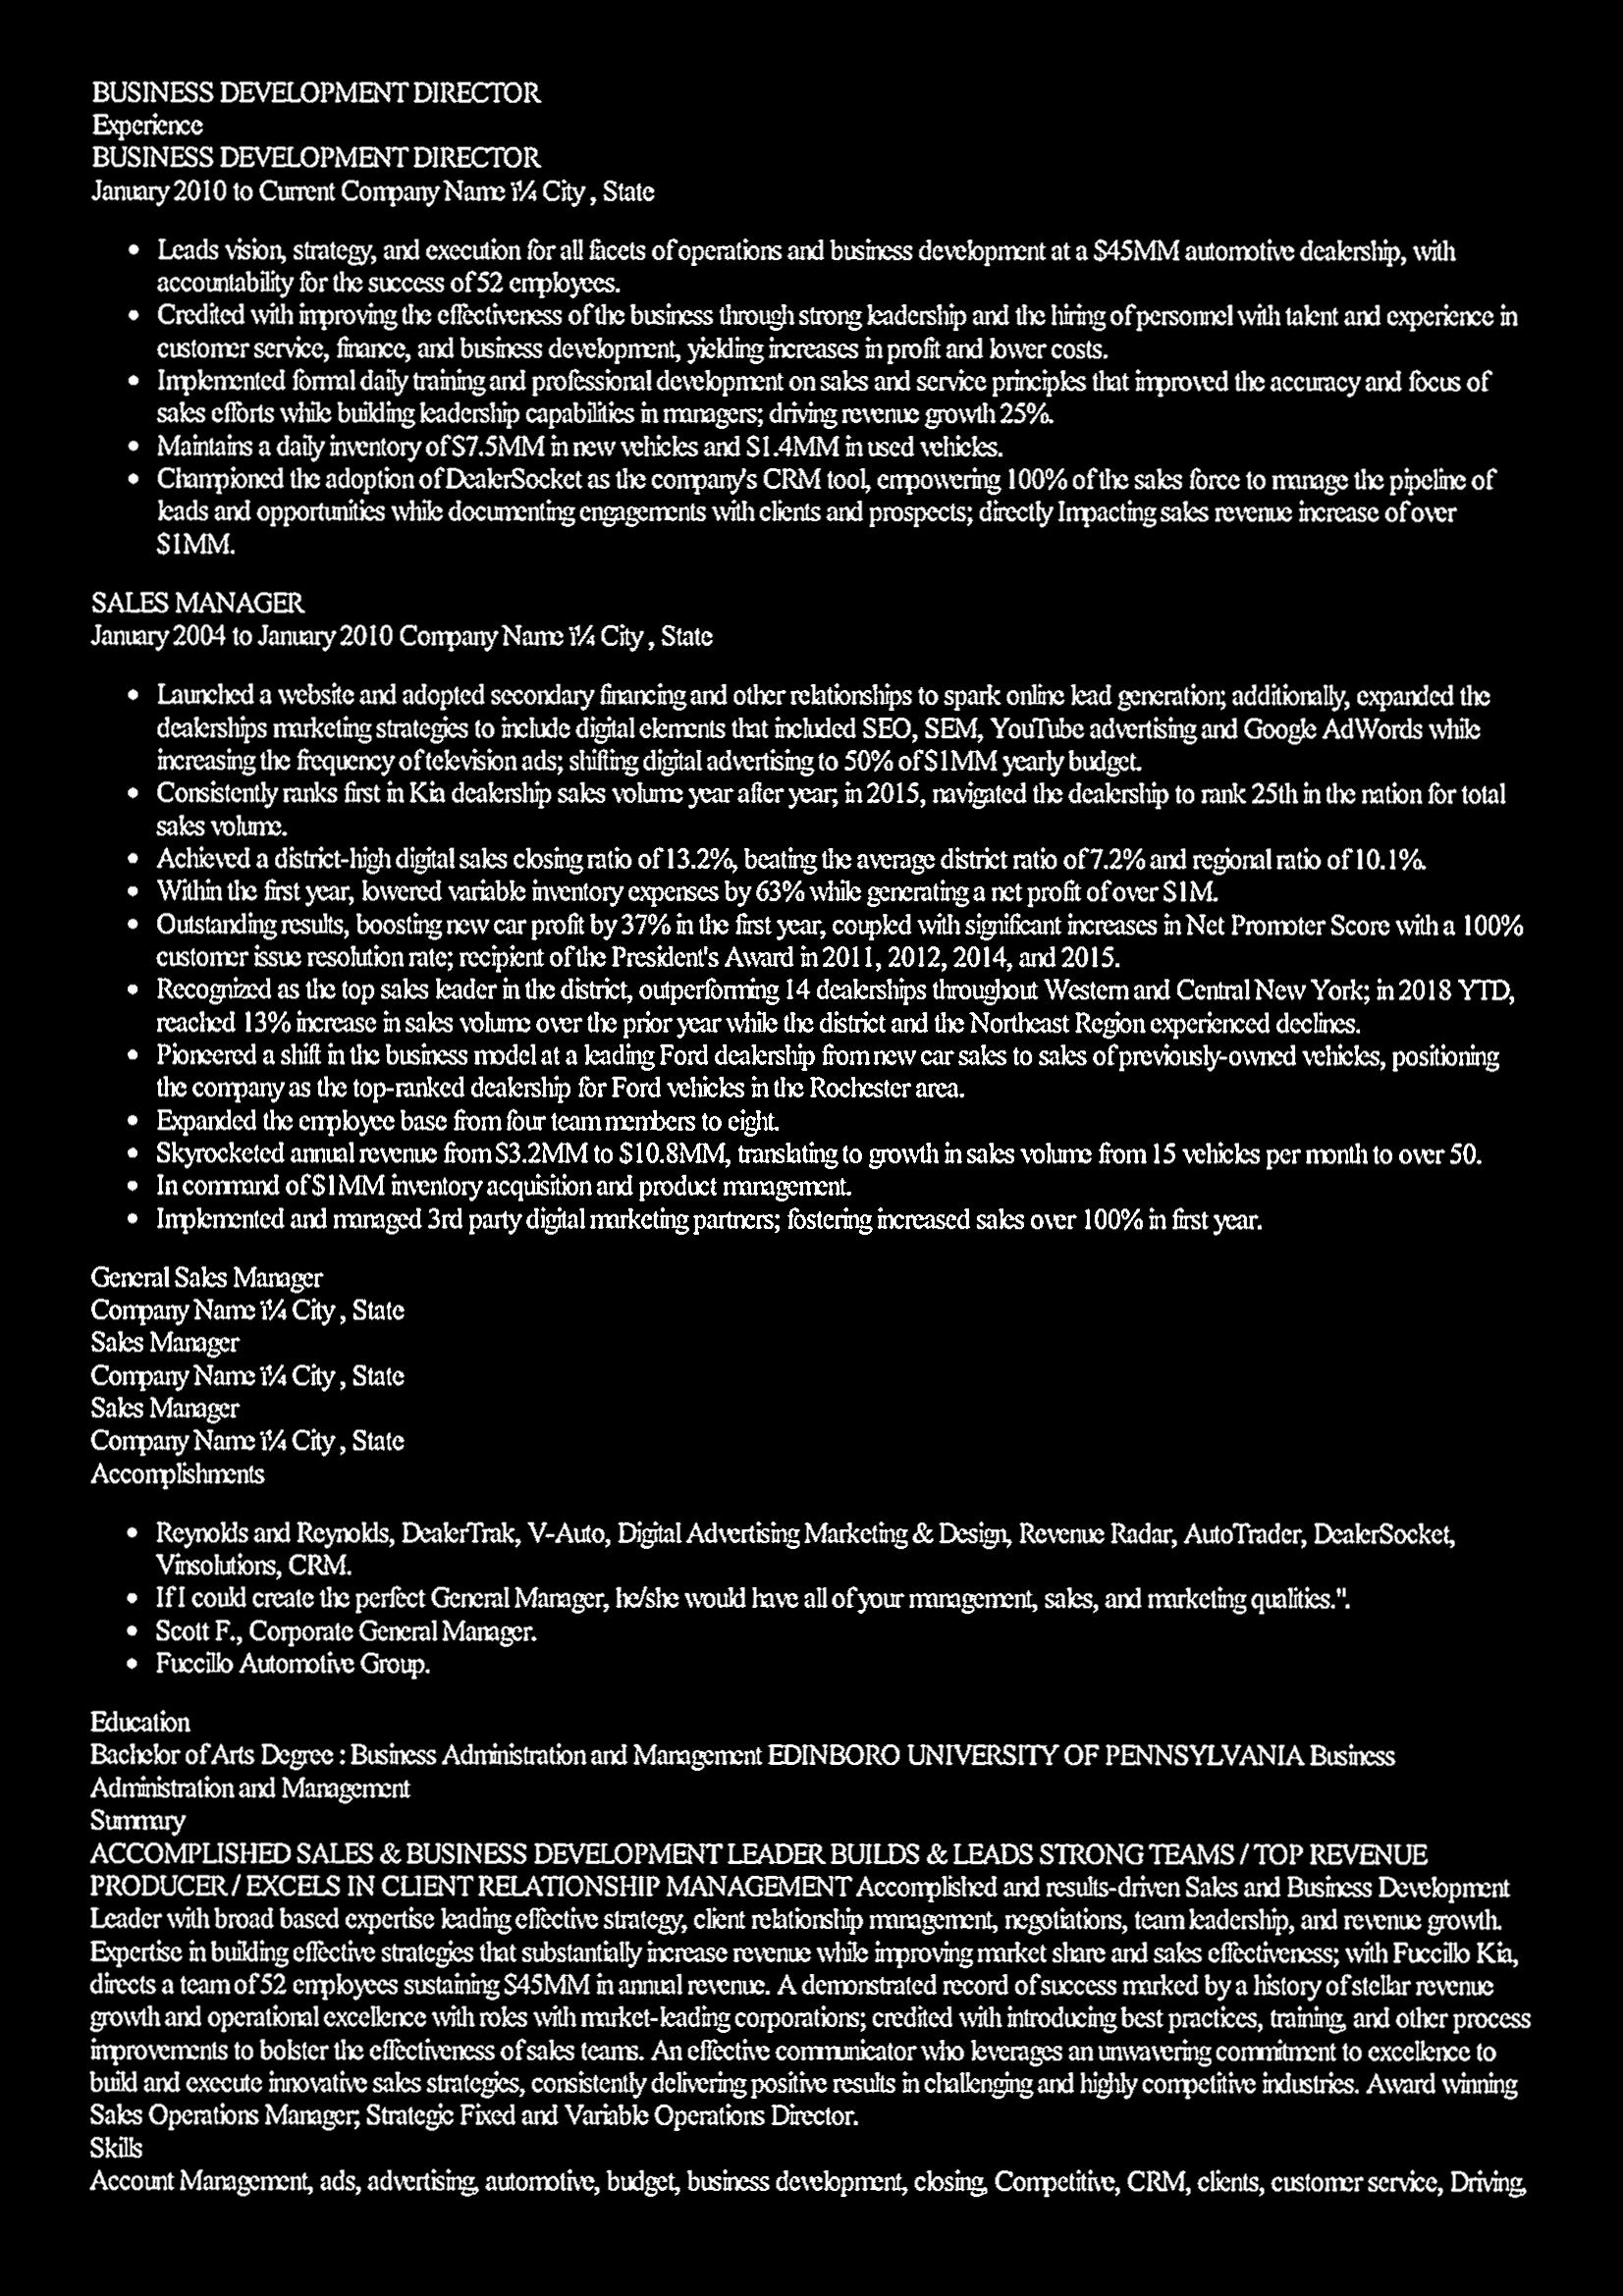 BUSINESS DEVELOPMENT DIRECTOR
Experience
BUSINESS DEVELOPMENT DIRECTOR
January 2010 to Current Company Name ï¼ City , State
• Leads vision, strategy, and execution for all facets of operations and business development at a $45MM automotive dealership, with
accountability for the success of 52 employees.
• Credited with improving the effectiveness of the business through strong leadership and the hiring of personnel with talent and experience in
customer service, finance, and business development, yielding increases in profit and lower costs.
• Implemented formal daily training and professional development on sales and service principles that improved the accuracy and focus of
sales efforts while building leadership capabilities in managers; driving revenue growth 25%.
• Maintains a daily inventory of $7.5MM in new vehicles and $1.4MM in used vehicles.
• Championed the adoption of DealerSocket as the company's CRM tool, empowering 100% of the sales force to manage the pipeline of
leads and opportunities while documenting engagements with clients and prospects; directly Impacting sales revenue increase of over
$1MM.
SALES MANAGER
January 2004 to January 2010 Company Name ï¼ City , State
• Launched a website and adopted secondary financing and other relationships to spark online lead generation; additionally, expanded the
dealerships marketing strategies to include digital elements that included SEO, SEM, YouTube advertising and Google AdWords while
increasing the frequency of television ads; shifting digital advertising to 50% of $1MM yearly budget.
• Consistently ranks first in Kia dealership sales volume year after year; in 2015, navigated the dealership to rank 25th in the nation for total
sales volume.
• Achieved a district-high digital sales closing ratio of 13.2%, beating the average district ratio of 7.2% and regional ratio of 10.1%.
• Within the first year, lowered variable inventory expenses by 63% while generating a net profit of over $1M.
• Outstanding results, boosting new car profit by 37% in the first year, coupled with significant increases in Net Promoter Score with a 100%
customer issue resolution rate; recipient of the President's Award in 2011, 2012, 2014, and 2015.
• Recognized as the top sales leader in the district, outperforming 14 dealerships throughout Western and Central New York; in 2018 YTD,
reached 13% increase in sales volume over the prior year while the district and the Northeast Region experienced declines.
• Pioneered a shift in the business model at a leading Ford dealership from new car sales to sales of previously-owned vehicles, positioning
the company as the top-ranked dealership for Ford vehicles in the Rochester area.
• Expanded the employee base from four team members to eight.
• Skyrocketed annual revenue from $3.2MM to $10.8MM, translating to growth in sales volume from 15 vehicles per month to over 50.
• In command of $1MM inventory acquisition and product management.
• Implemented and managed 3rd party digital marketing partners; fostering increased sales over 100% in first year.
General Sales Manager
Company Name ï¼ City , State
Sales Manager
Company Name ï¼ City , State
Sales Manager
Company Name ï¼ City , State
Accomplishments
• Reynolds and Reynolds, DealerTrak, V-Auto, Digital Advertising Marketing & Design, Revenue Radar, AutoTrader, DealerSocket,
Vinsolutions, CRM.
• If I could create the perfect General Manager, he/she would have all of your management, sales, and marketing qualities.".
• Scott F., Corporate General Manager.
• Fuccillo Automotive Group.
Education
Bachelor of Arts Degree : Business Administration and Management EDINBORO UNIVERSITY OF PENNSYLVANIA Business
Administration and Management
Summary
ACCOMPLISHED SALES & BUSINESS DEVELOPMENT LEADER BUILDS & LEADS STRONG TEAMS / TOP REVENUE
PRODUCER / EXCELS IN CLIENT RELATIONSHIP MANAGEMENT Accomplished and results-driven Sales and Business Development
Leader with broad based expertise leading effective strategy, client relationship management, negotiations, team leadership, and revenue growth.
Expertise in building effective strategies that substantially increase revenue while improving market share and sales effectiveness; with Fuccillo Kia,
directs a team of 52 employees sustaining $45MM in annual revenue. A demonstrated record of success marked by a history of stellar revenue
growth and operational excellence with roles with market-leading corporations; credited with introducing best practices, training, and other process
improvements to bolster the effectiveness of sales teams. An effective communicator who leverages an unwavering commitment to excellence to
build and execute innovative sales strategies, consistently delivering positive results in challenging and highly competitive industries. Award winning
Sales Operations Manager; Strategic Fixed and Variable Operations Director.
Skills
Account Management, ads, advertising, automotive, budget, business development, closing, Competitive, CRM, clients, customer service, Driving,